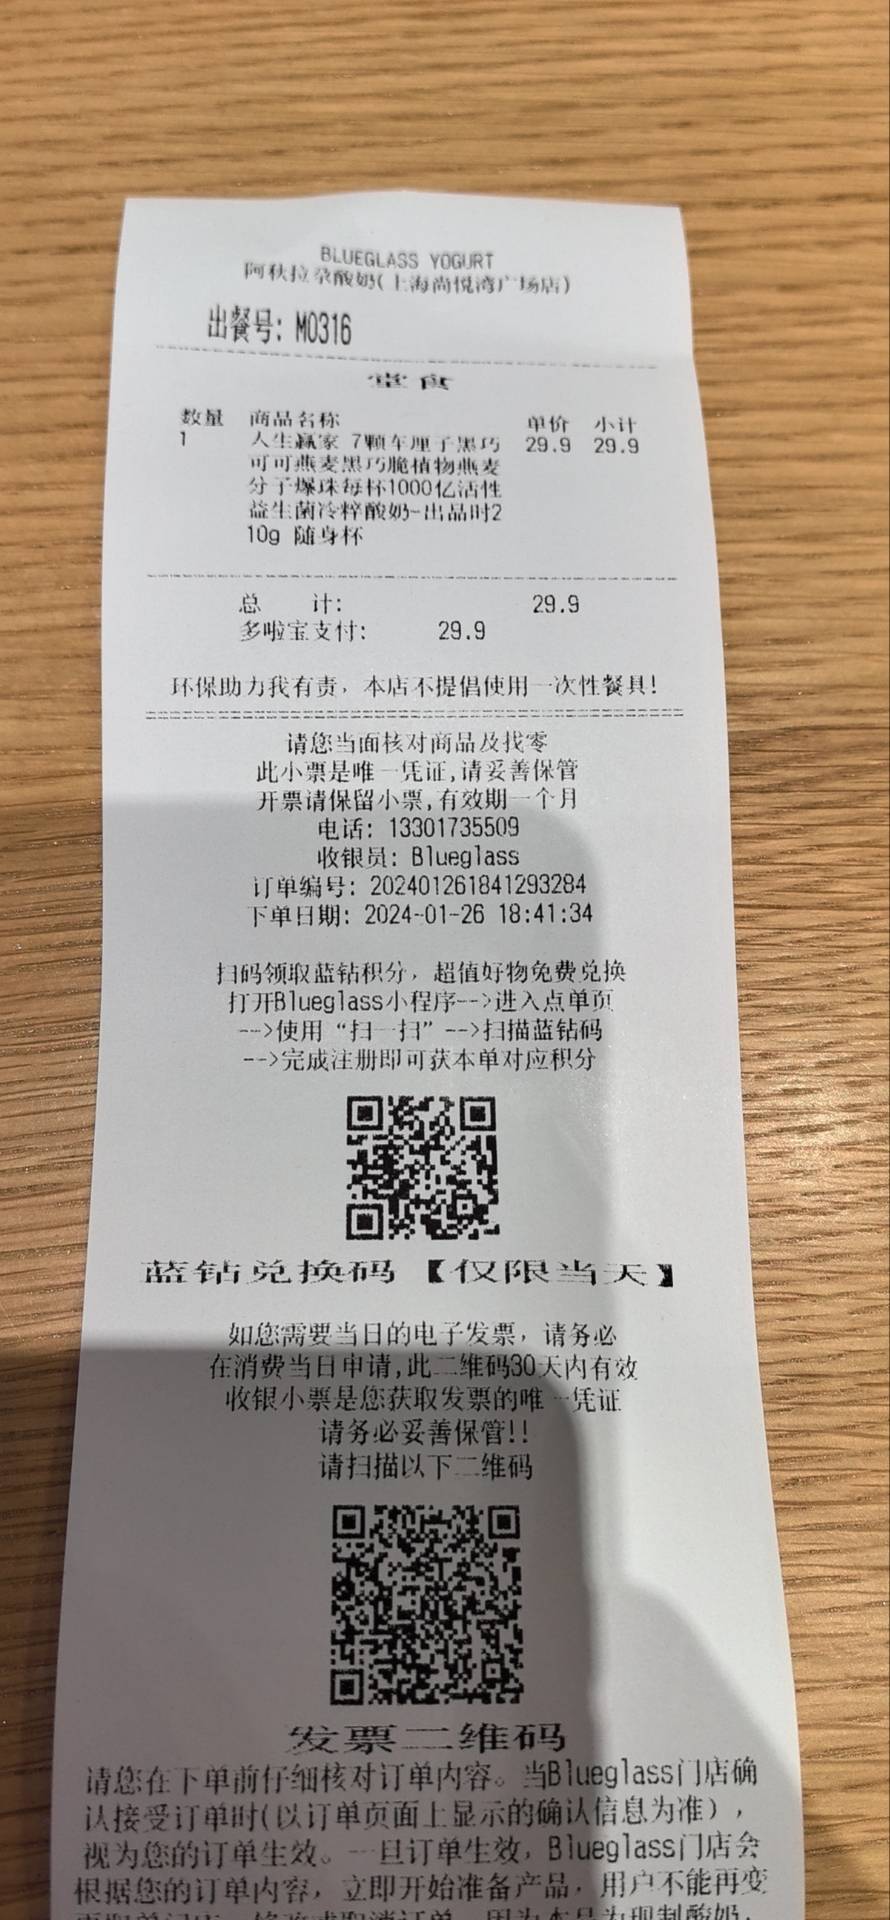 BLUEGLASS YOGURT
阿秋拉尕酸奶(上海尚悦湾广场店)
出餐号: M0316
堂食
数量 商品名称 单价 小计
1 人生赢家 7颗车厘子黑巧 29.9 29.9
可可燕麦黑巧脆植物燕麦
分子爆珠每杯1000亿活性
益生菌冷粹酸奶-出品时2
10g 随身杯
总 计: 29.9
多啦宝支付: 29.9
环保助力我有责，本店不提倡使用一次性餐具!
请您当面核对商品及找零
此小票是唯一凭证,请妥善保管
开票请保留小票,有效期一个月
电话: 13301735509
收银员: Blueglass
订单编号: 202401261841293284
下单日期: 2024-01-26 18:41:34
扫码领取蓝钻积分，超值好物免费兑换
打开Blueglass小程序-->进入点单页
-->使用“扫一扫”-->扫描蓝钻码
-->完成注册即可获本单对应积分
蓝钻兑换码【仅限当天】
如您需要当日的电子发票，请务必
在消费当日申请,此二维码30天内有效
收银小票是您获取发票的唯一凭证
请务必妥善保管!!
请扫描以下二维码
发票二维码
请您在下单前仔细核对订单内容。当Blueglass门店确
认接受订单时(以订单页面上显示的确认信息为准)，
视为您的订单生效。一旦订单生效，Blueglass门店会
根据您的订单内容，立即开始准备产品，用户不能再变
因为本品为现制酸奶，